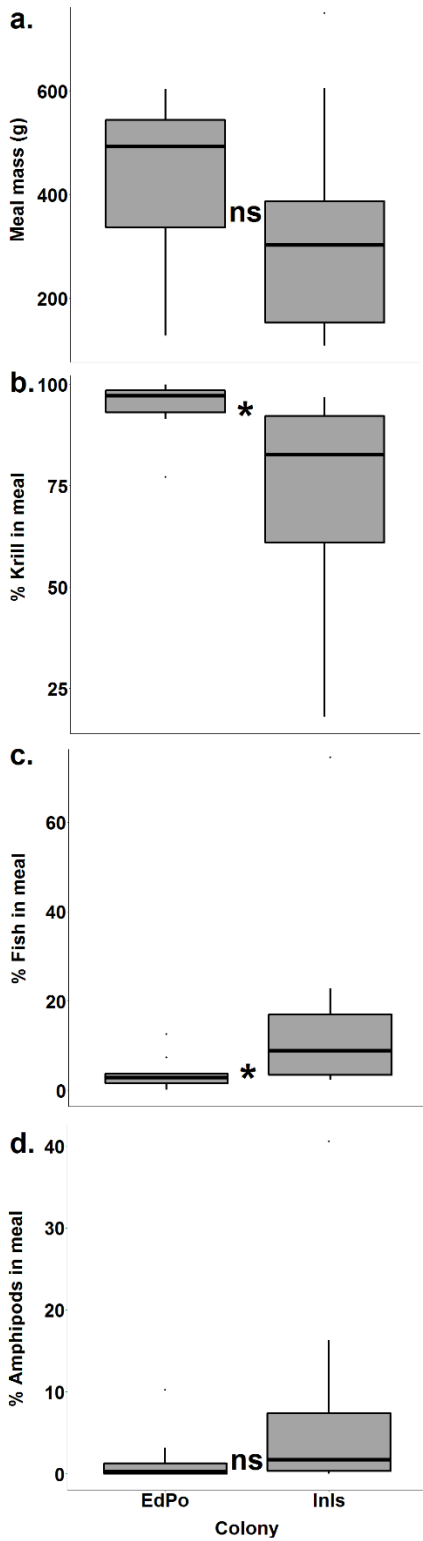 a.
Meal mass (g)
600
400
200
ns
b.
% Krill in meal
100
75
50
25
*
c.
% Fish in meal
60
40
20
0
*
d.
% Amphipods in meal
40
30
20
10
0
ns
EdPo InIs
Colony